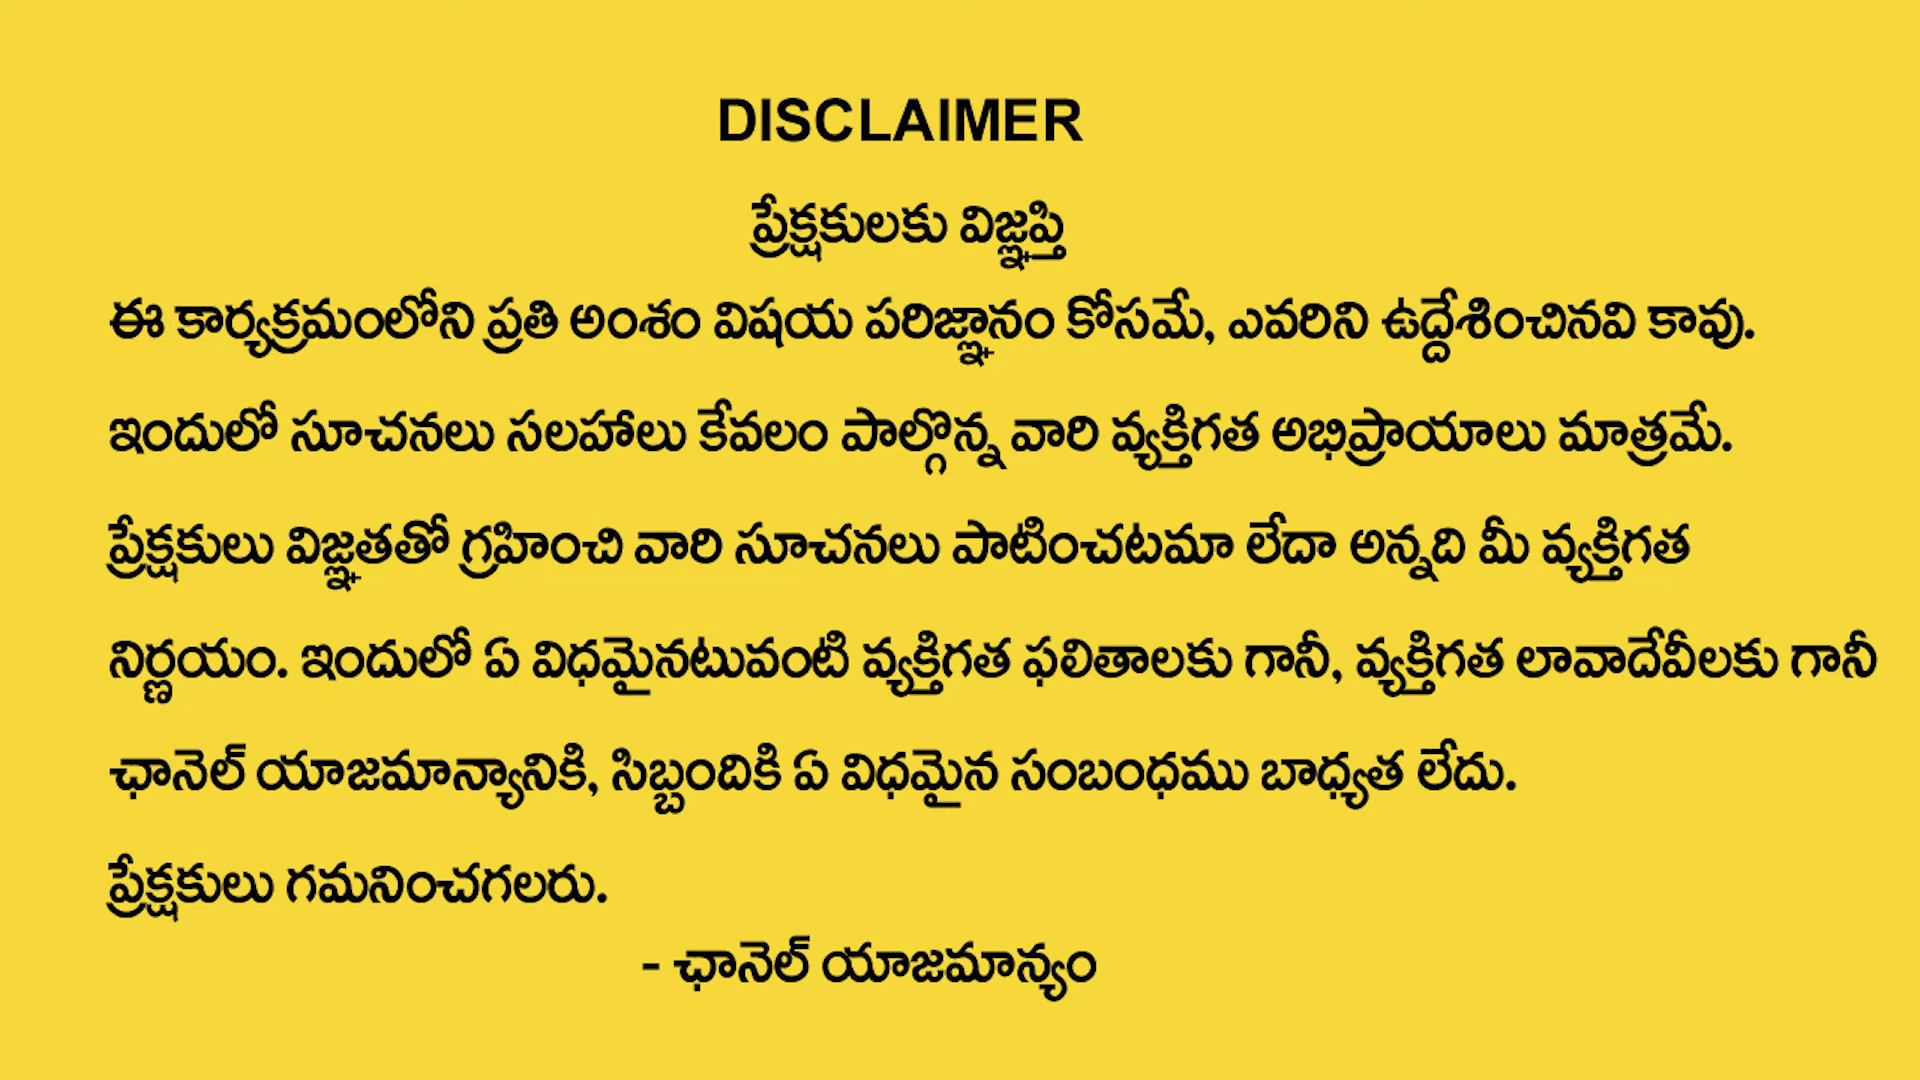 DISCLAIMER
ప్రేక్షకులకు విజ్ఞప్తి
ఈ కార్యక్రమంలోని ప్రతి అంశం విషయ పరిజ్ఞానం కోసమే, ఎవరిని ఉద్దేశించినవి కావు.
ఇందులో సూచనలు సలహాలు కేవలం పాల్గొన్న వారి వ్యక్తిగత అభిప్రాయాలు మాత్రమే.
ప్రేక్షకులు విజ్ఞతతో గ్రహించి వారి సూచనలు పాటించటమా లేదా అన్నది మీ వ్యక్తిగత
నిర్ణయం. ఇందులో ఏ విధమైనటువంటి వ్యక్తిగత ఫలితాలకు గానీ, వ్యక్తిగత లావాదేవీలకు గానీ
ఛానెల్ యాజమాన్యానికి, సిబ్బందికి ఏ విధమైన సంబంధము బాధ్యత లేదు.
ప్రేక్షకులు గమనించగలరు.
- ఛానెల్ యాజమాన్యం